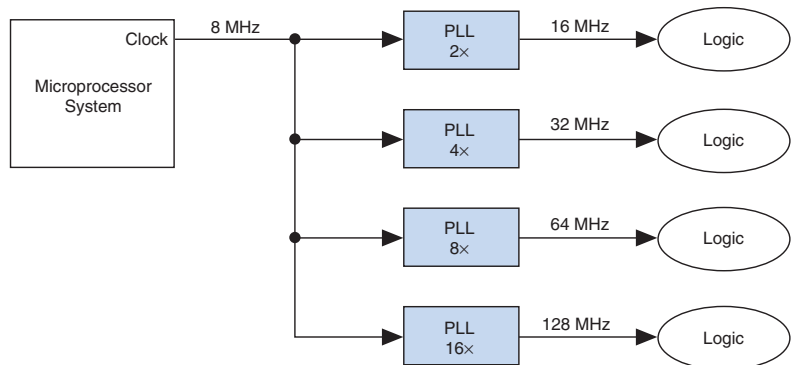 Clock
8 MHz
Microprocessor
System
PLL
2×
16 MHz
Logic
PLL
4×
32 MHz
Logic
PLL
8×
64 MHz
Logic
PLL
16×
128 MHz
Logic